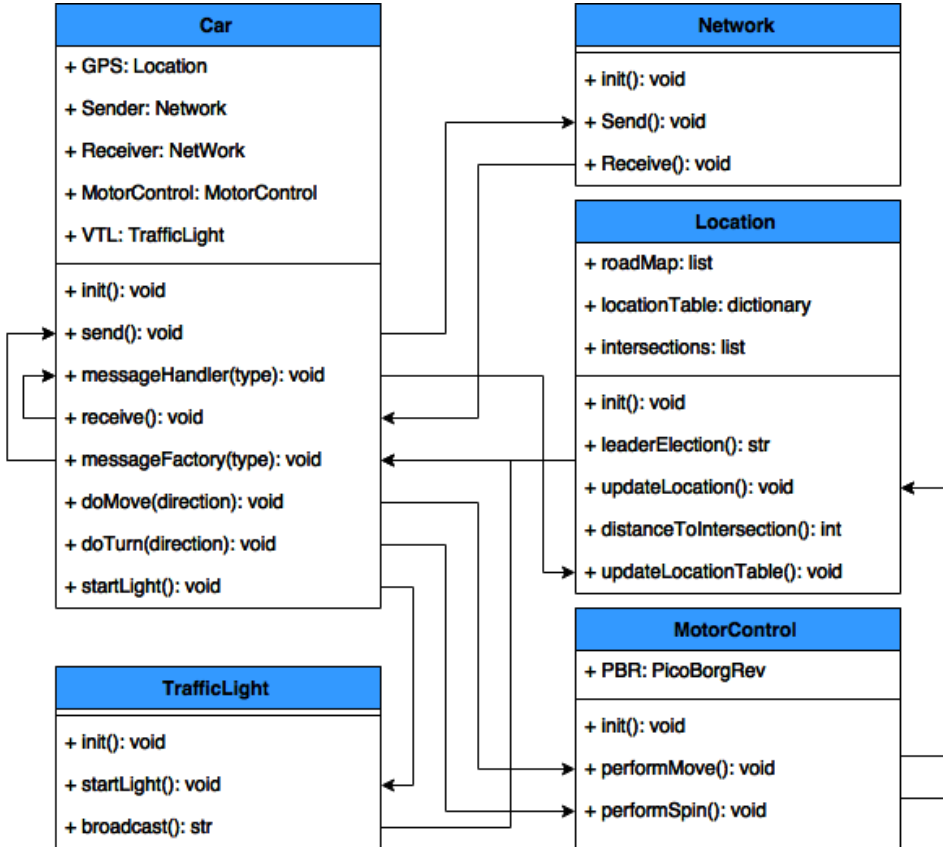 Car
+ GPS: Location
+ Sender: Network
+ Receiver: NetWork
+ MotorControl: MotorControl
+ VTL: TrafficLight
+ init(): void
+ send(): void
+ messageHandler(type): void
+ receive(): void
+ messageFactory(type): void
+ doMove(direction): void
+ doTurn(direction): void
+ startLight(): void
TrafficLight
+ init(): void
+ startLight(): void
+ broadcast(): str
Network
+ init(): void
+ Send(): void
+ Receive(): void
Location
+ roadMap: list
+ locationTable: dictionary
+ intersections: list
+ init(): void
+ leaderElection(): str
+ updateLocation(): void
+ distanceToIntersection(): int
+ updateLocationTable(): void
MotorControl
+ PBR: PicoBorgRev
+ init(): void
+ performMove(): void
+ performSpin(): void